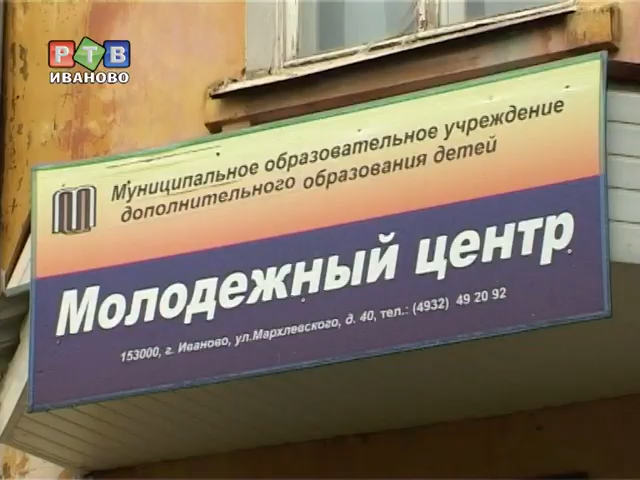 РТВ
ИВАНОВО
Муниципальное образовательное учреждение
дополнительного образования детей
Молодежный центр
153000, г. Иваново, ул.Мархлевского, д. 40, тел.: (4932) 49 20 92